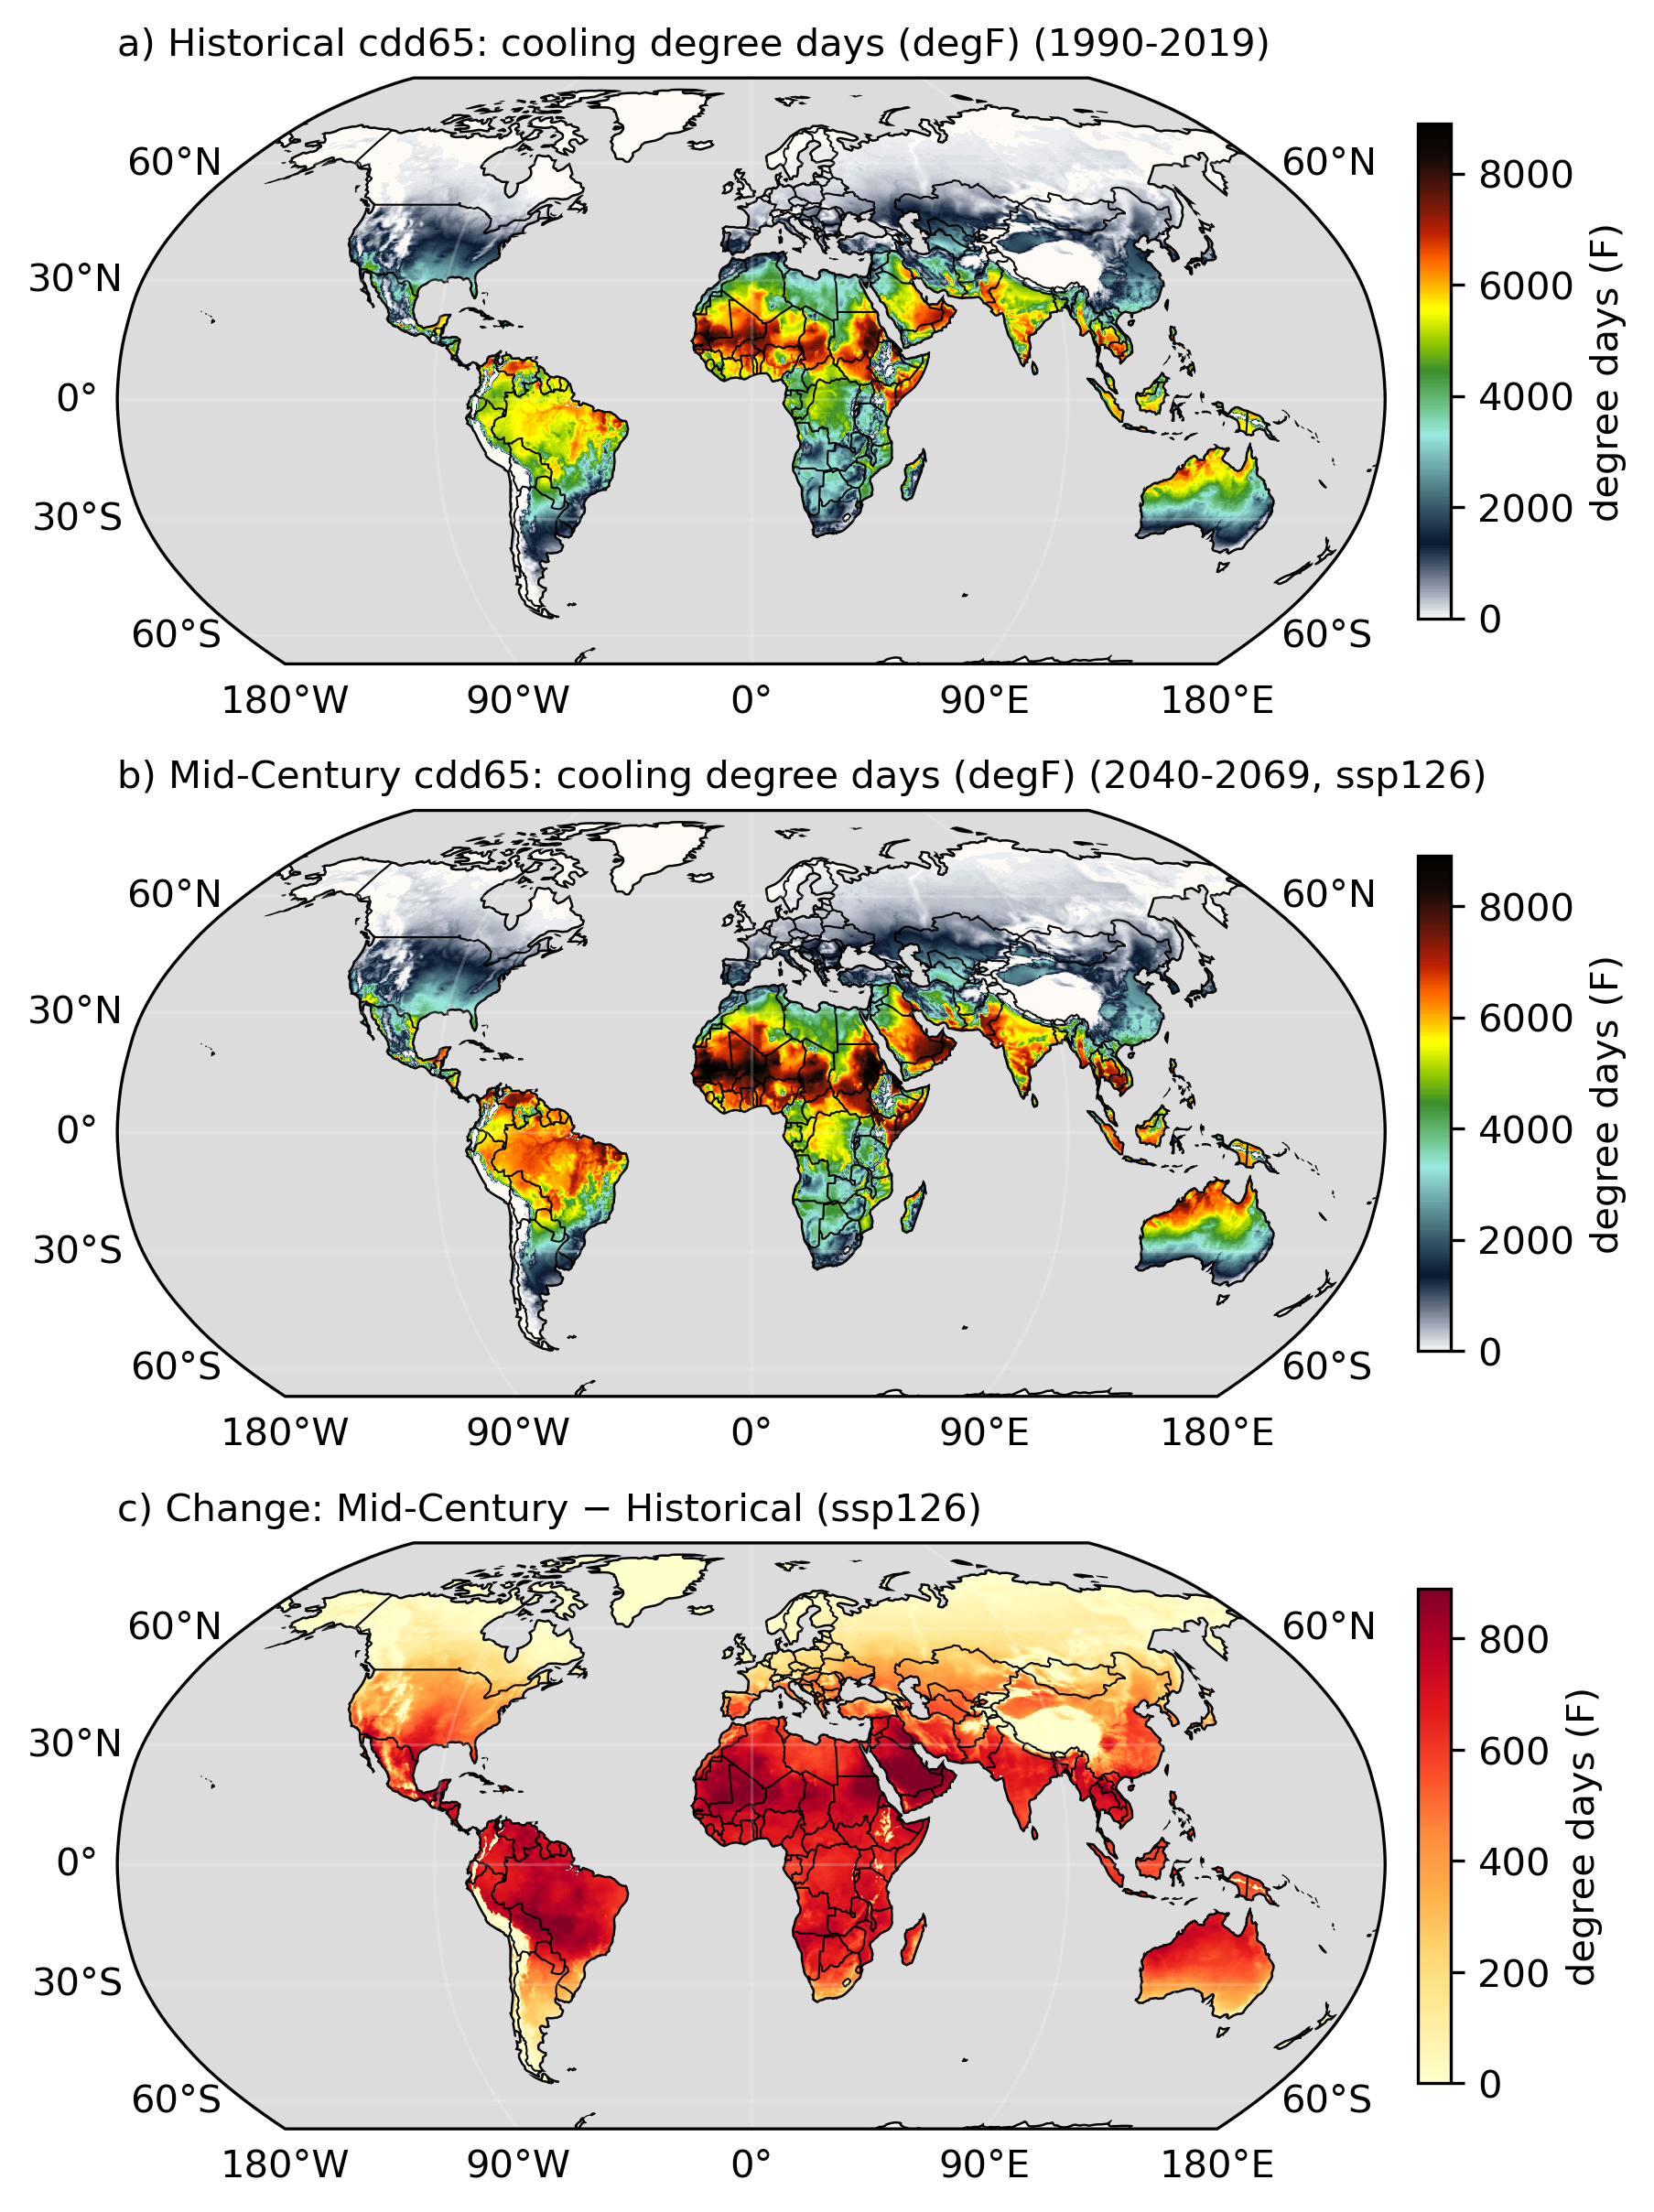 a) Historical cdd65: cooling degree days (degF) (1990-2019)
60°N
60°N
30°N
0°
30°S
60°S
60°S
180°W
90°W
0°
90°E
180°E
8000
6000
4000
2000
0
degree days (F)
b) Mid-Century cdd65: cooling degree days (degF) (2040-2069, ssp126)
60°N
60°N
30°N
0°
30°S
60°S
60°S
180°W
90°W
0°
90°E
180°E
8000
6000
4000
2000
0
degree days (F)
c) Change: Mid-Century − Historical (ssp126)
60°N
60°N
30°N
0°
30°S
60°S
60°S
180°W
90°W
0°
90°E
180°E
800
600
400
200
0
degree days (F)